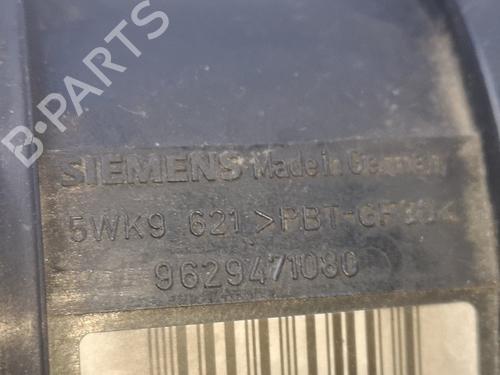 B-PARTS
SIEMENS Made in Germany
5WK9 621 >PBT-GF30<
9629471080